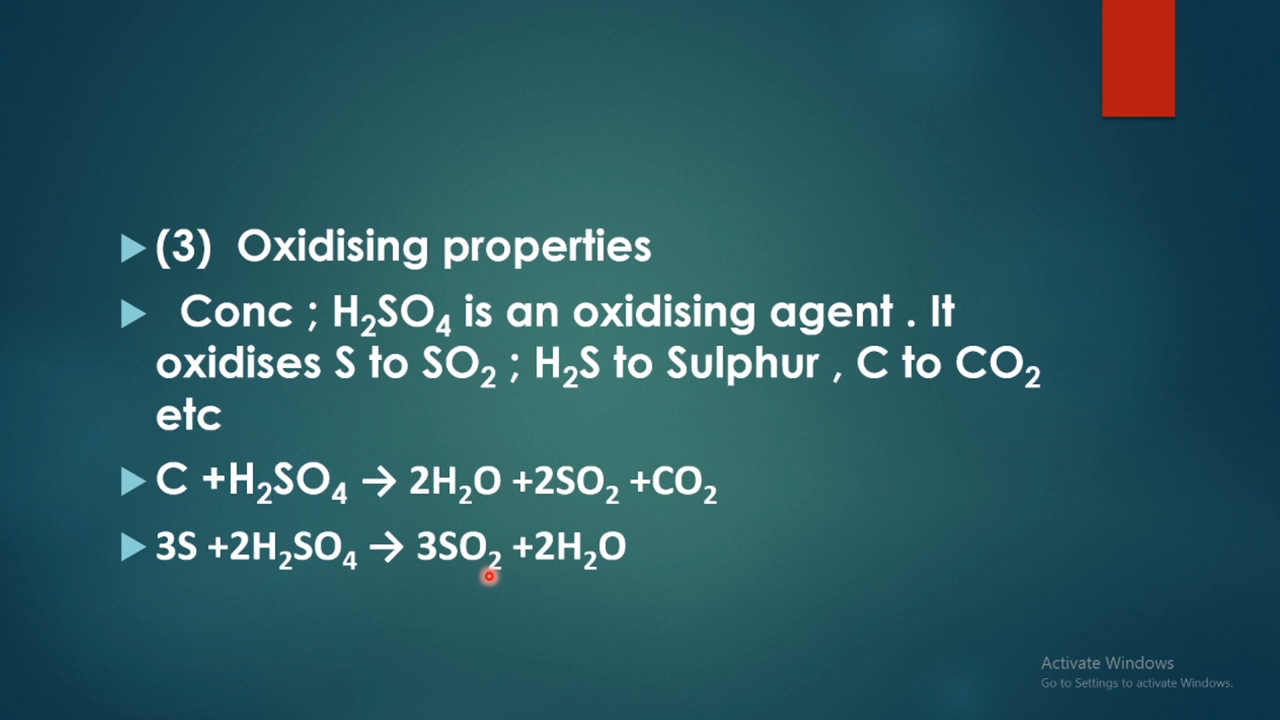 (3) Oxidising properties
Conc ; H₂SO₄ is an oxidising agent . It
oxidises S to SO₂ ; H₂S to Sulphur , C to CO₂
etc
C +H₂SO₄ → 2H₂O +2SO₂ +CO₂
3S +2H₂SO₄ → 3SO₂ +2H₂O
Activate Windows
Go to Settings to activate Windows.